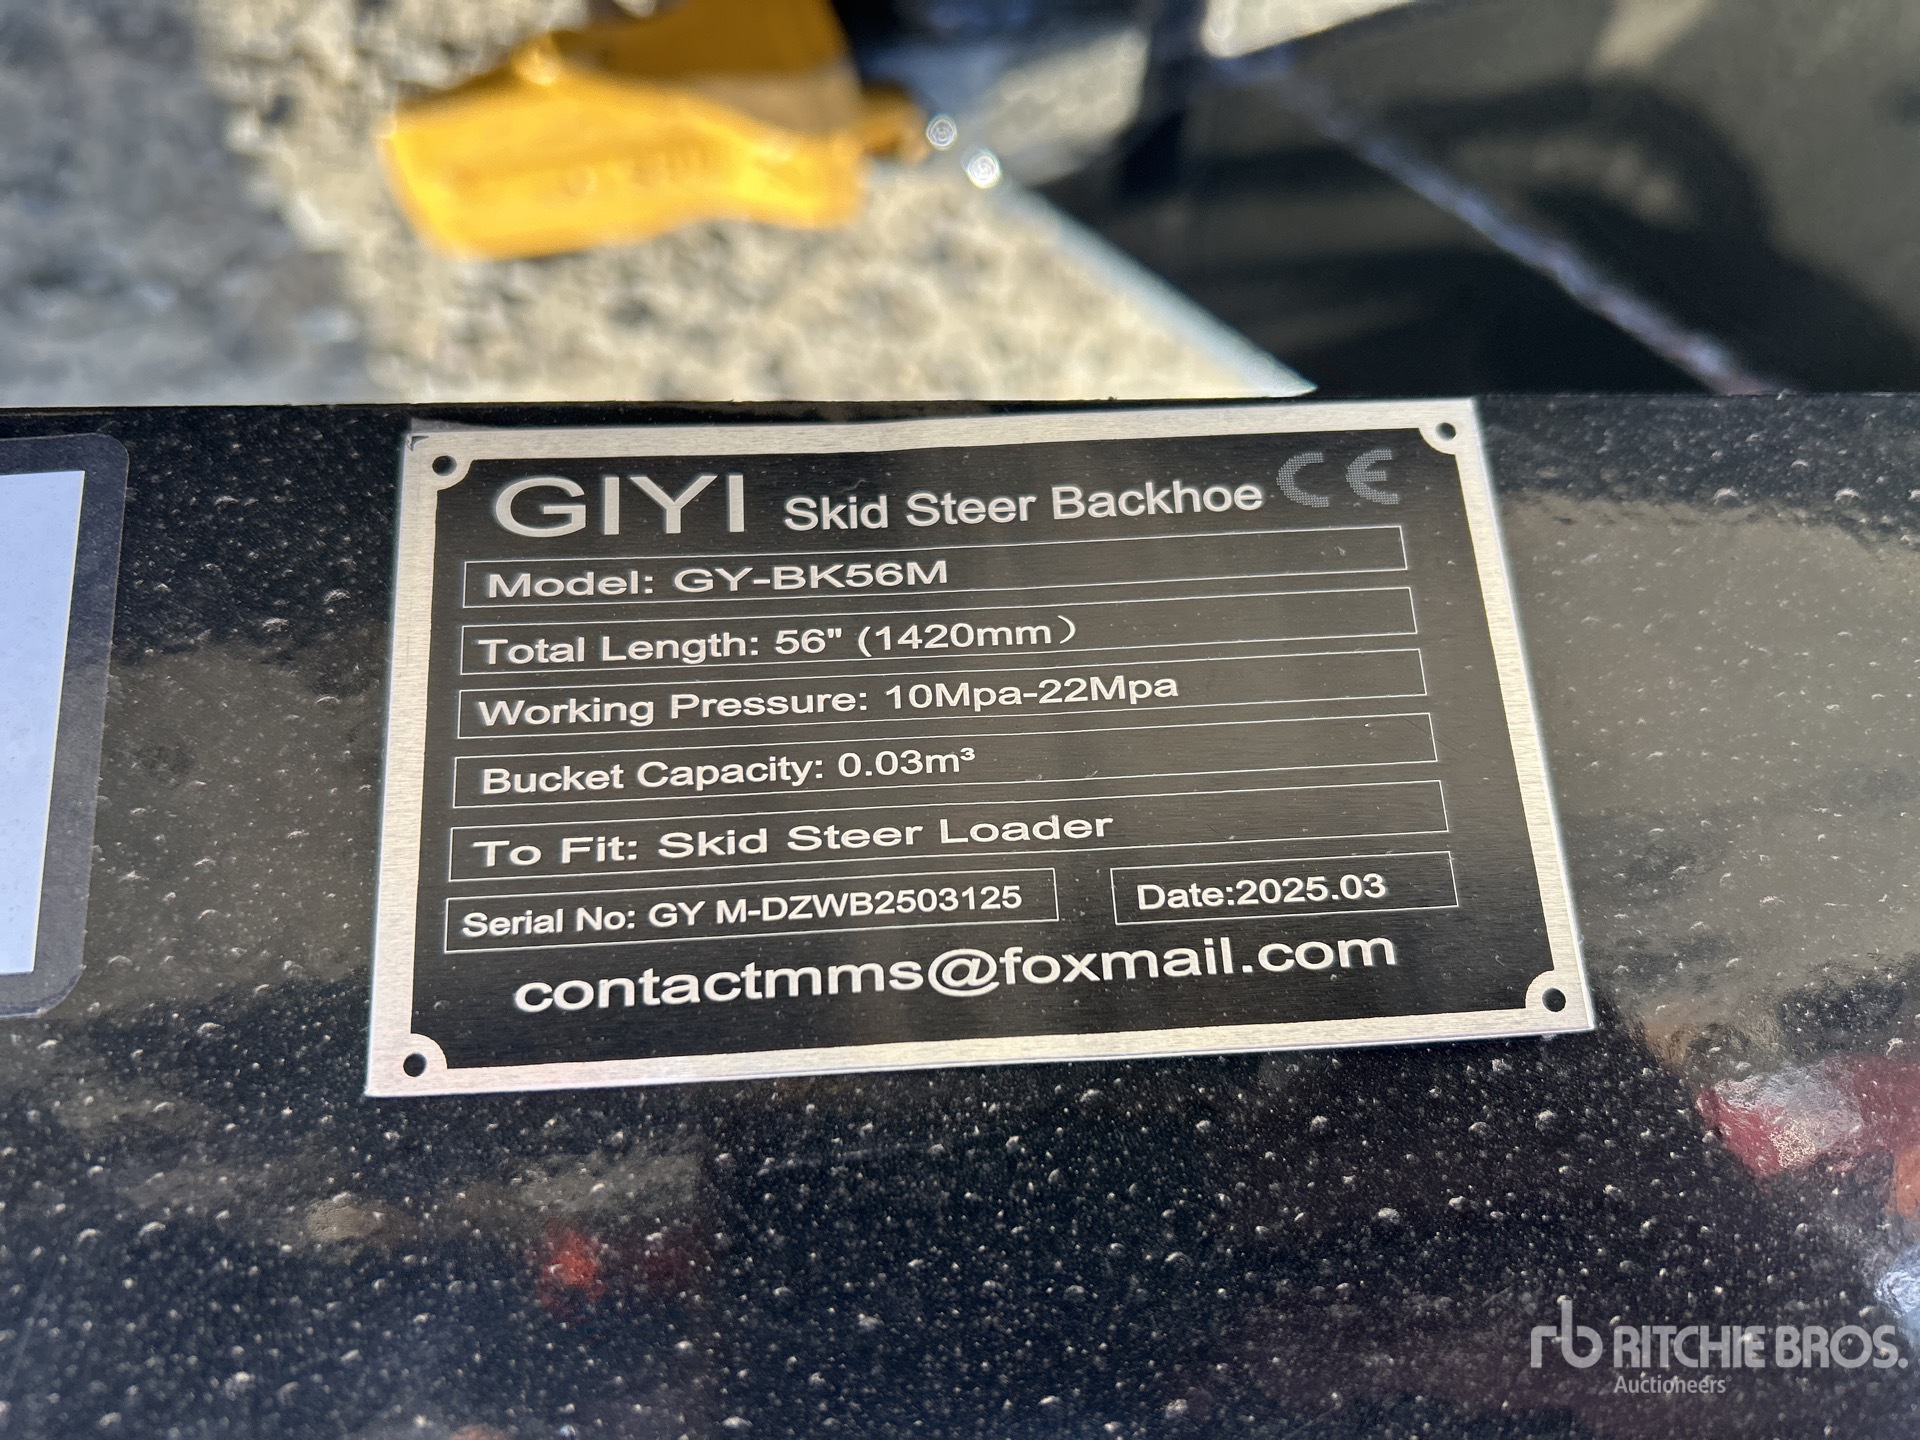 GIYI Skid Steer Backhoe CE
Model: GY-BK56M
Total Length: 56" (1420mm）
Working Pressure: 10Mpa-22Mpa
Bucket Capacity: 0.03m³
To Fit: Skid Steer Loader
Serial No: GY M-DZWB2503125 Date:2025.03
contactmms@foxmail.com
rb RITCHIE BROS.
Auctioneers